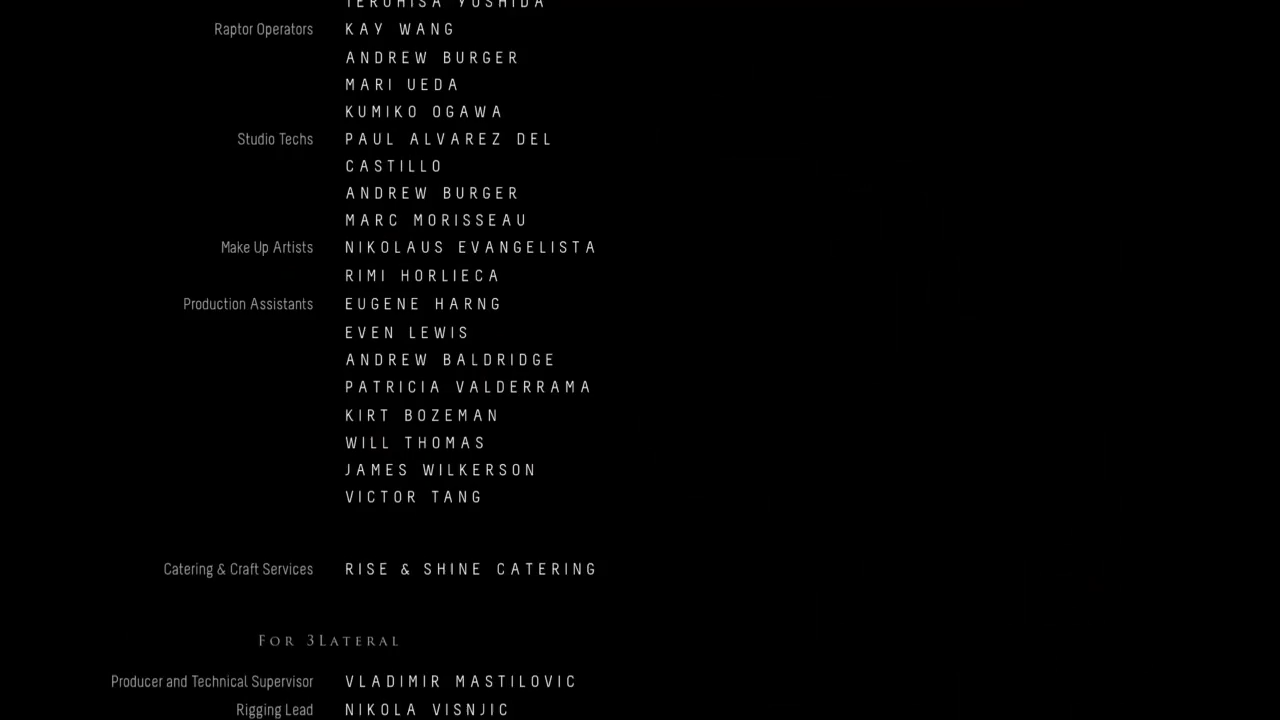 TERUHISA YOSHIDA
Raptor Operators KAY WANG
ANDREW BURGER
MARI UEDA
KUMIKO OGAWA
Studio Techs PAUL ALVAREZ DEL
CASTILLO
ANDREW BURGER
MARC MORISSEAU
Make Up Artists NIKOLAUS EVANGELISTA
RIMI HORLIECA
Production Assistants EUGENE HARNG
EVEN LEWIS
ANDREW BALDRIDGE
PATRICIA VALDERRAMA
KIRT BOZEMAN
WILL THOMAS
JAMES WILKERSON
VICTOR TANG
Catering & Craft Services RISE & SHINE CATERING
FOR 3LATERAL
Producer and Technical Supervisor VLADIMIR MASTILOVIC
Rigging Lead NIKOLA VISNJIC